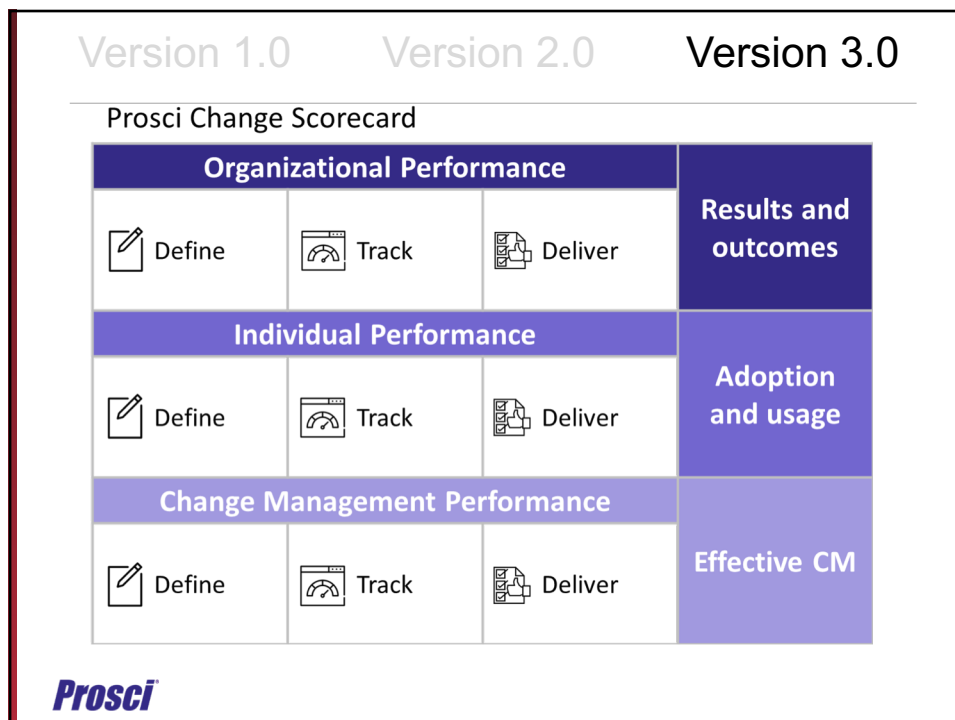 Version 1.0 Version 2.0 Version 3.0
Prosci Change Scorecard
Organizational Performance
Results and
outcomes
Define Track Deliver
Individual Performance
Adoption
and usage
Define Track Deliver
Change Management Performance
Effective CM
Define Track Deliver
Prosci